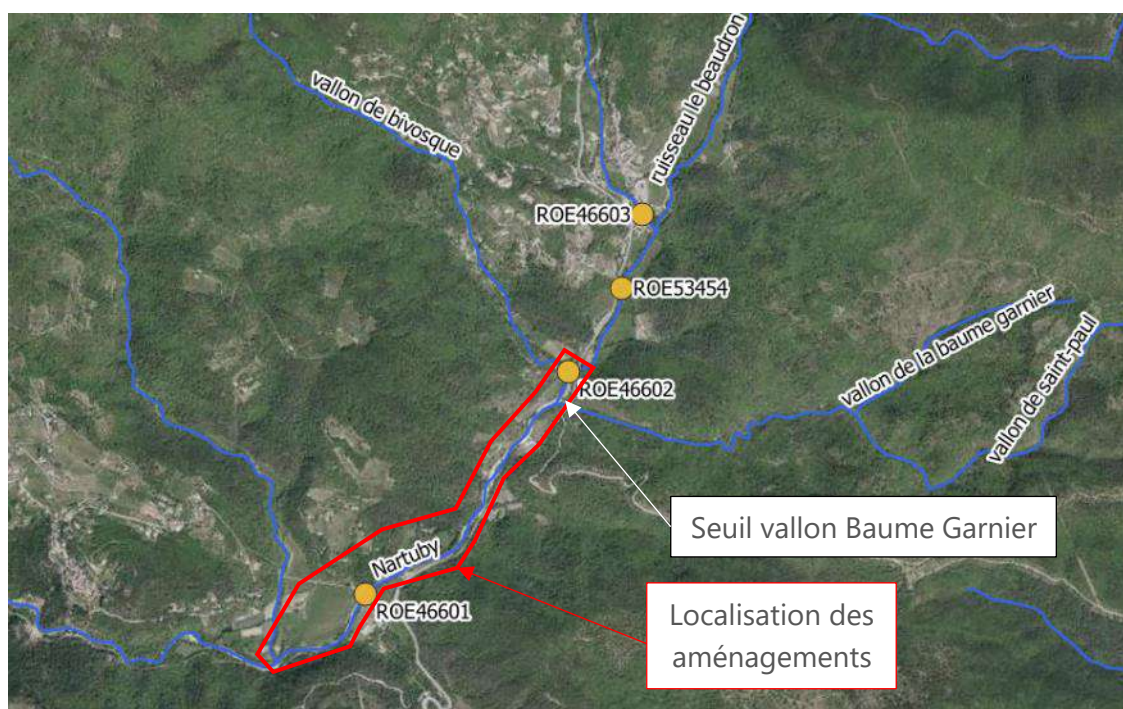 vallon de bivosque
ruisseau le beaudron
ROE46603
ROE53454
vallon de la baume garnier
vallon de saint-paul
ROE46602
Seuil vallon Baume Garnier
Nartuby
ROE46601
Localisation des
aménagements